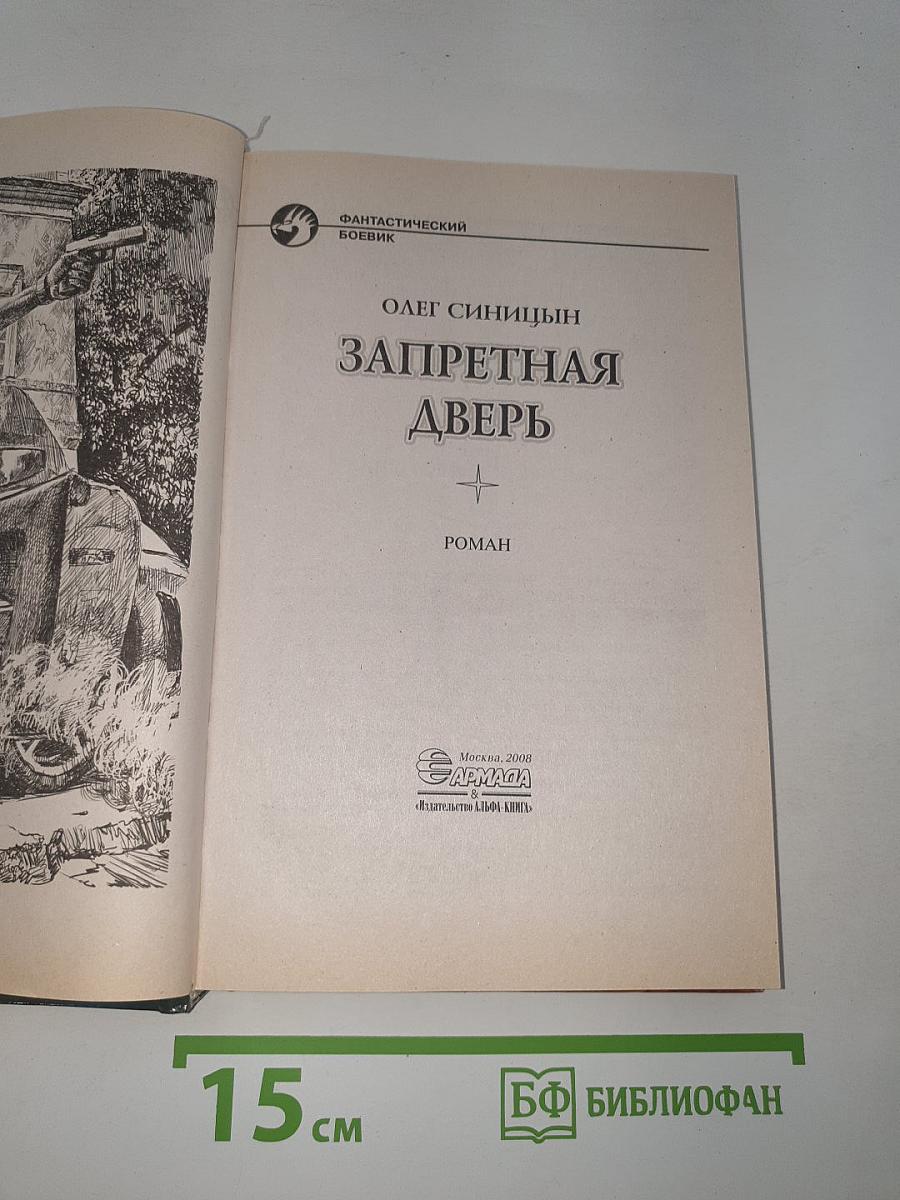 ФАНТАСТИЧЕСКИЙ
БОЕВИК
ОЛЕГ СИНИЦЫН
ЗАПРЕТНАЯ
ДВЕРЬ
РОМАН
Москва, 2008
АРМАДА
&
«Издательство АЛЬФА-КНИГА»
15 см
БФ БИБЛИОФАН